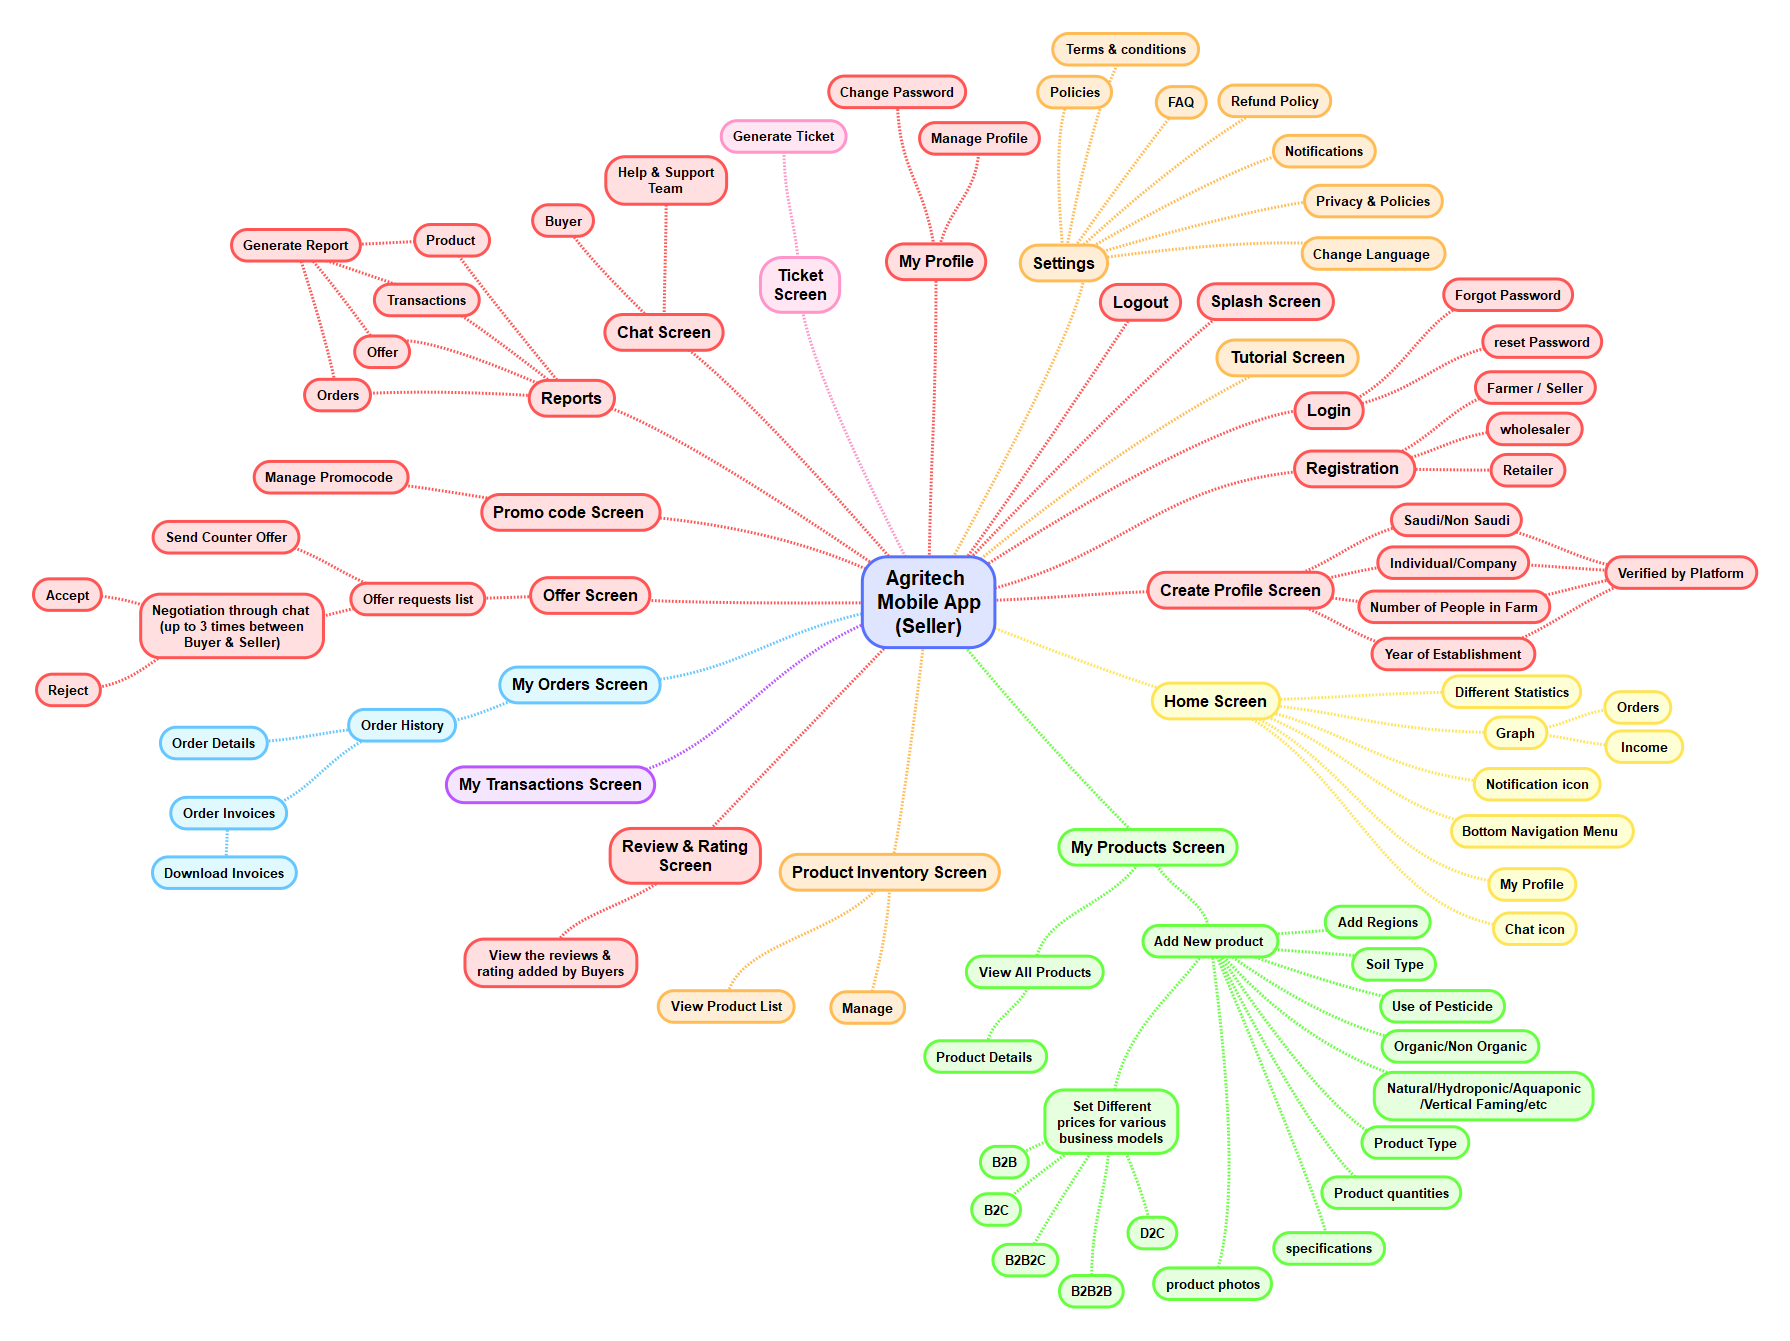 Terms & conditions
Policies
FAQ
Refund Policy
Notifications
Privacy & Policies
Change Language
Settings
Change Password
Manage Profile
My Profile
Generate Ticket
Ticket
Screen
Help & Support
Team
Buyer
Chat Screen
Generate Report
Product
Transactions
Offer
Orders
Reports
Logout
Splash Screen
Tutorial Screen
Forgot Password
reset Password
Login
Farmer / Seller
wholesaler
Retailer
Registration
Manage Promocode
Promo code Screen
Send Counter Offer
Accept
Negotiation through chat
(up to 3 times between
Buyer & Seller)
Reject
Offer requests list
Offer Screen
Agritech
Mobile App
(Seller)
Saudi/Non Saudi
Individual/Company
Number of People in Farm
Year of Establishment
Verified by Platform
Create Profile Screen
My Orders Screen
Order History
Order Details
Order Invoices
Download Invoices
My Transactions Screen
Home Screen
Different Statistics
Graph
Orders
Income
Notification icon
Bottom Navigation Menu
My Profile
Chat icon
Review & Rating
Screen
View the reviews &
rating added by Buyers
Product Inventory Screen
View Product List
Manage
My Products Screen
View All Products
Product Details
Add New product
Add Regions
Soil Type
Use of Pesticide
Organic/Non Organic
Natural/Hydroponic/Aquaponic
/Vertical Faming/etc
Product Type
Product quantities
specifications
product photos
Set Different
prices for various
business models
B2B
B2C
B2B2C
B2B2B
D2C